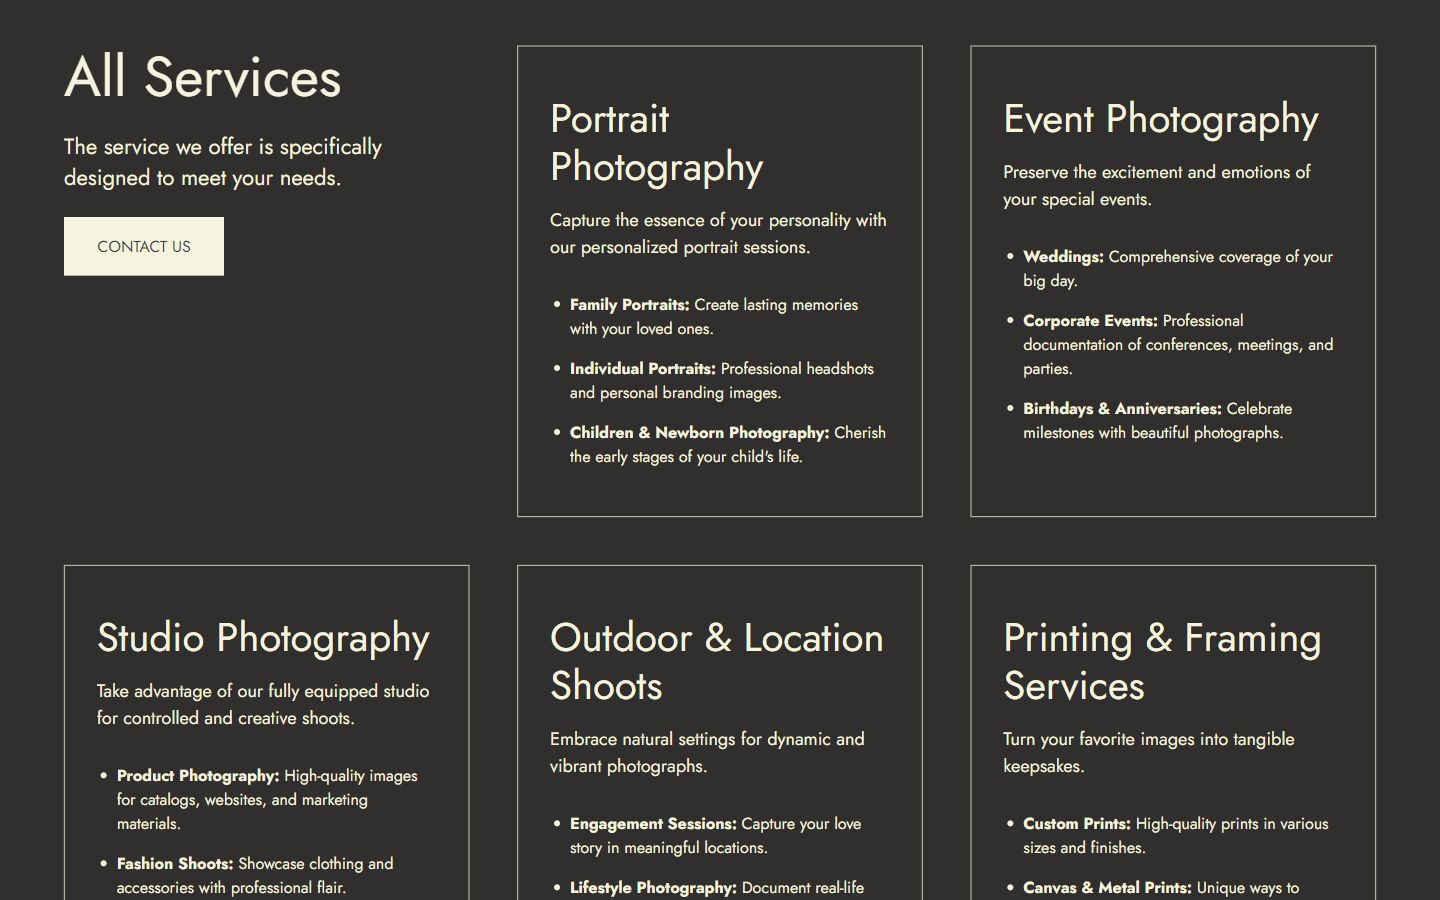 All Services
The service we offer is specifically
designed to meet your needs.
CONTACT US
Portrait
Photography
Capture the essence of your personality with
our personalized portrait sessions.
• Family Portraits: Create lasting memories
with your loved ones.
• Individual Portraits: Professional headshots
and personal branding images.
• Children & Newborn Photography: Cherish
the early stages of your child's life.
Event Photography
Preserve the excitement and emotions of
your special events.
• Weddings: Comprehensive coverage of your
big day.
• Corporate Events: Professional
documentation of conferences, meetings, and
parties.
• Birthdays & Anniversaries: Celebrate
milestones with beautiful photographs.
Studio Photography
Take advantage of our fully equipped studio
for controlled and creative shoots.
• Product Photography: High-quality images
for catalogs, websites, and marketing
materials.
• Fashion Shoots: Showcase clothing and
accessories with professional flair.
Outdoor & Location
Shoots
Embrace natural settings for dynamic and
vibrant photographs.
• Engagement Sessions: Capture your love
story in meaningful locations.
• Lifestyle Photography: Document real-life
Printing & Framing
Services
Turn your favorite images into tangible
keepsakes.
• Custom Prints: High-quality prints in various
sizes and finishes.
• Canvas & Metal Prints: Unique ways to